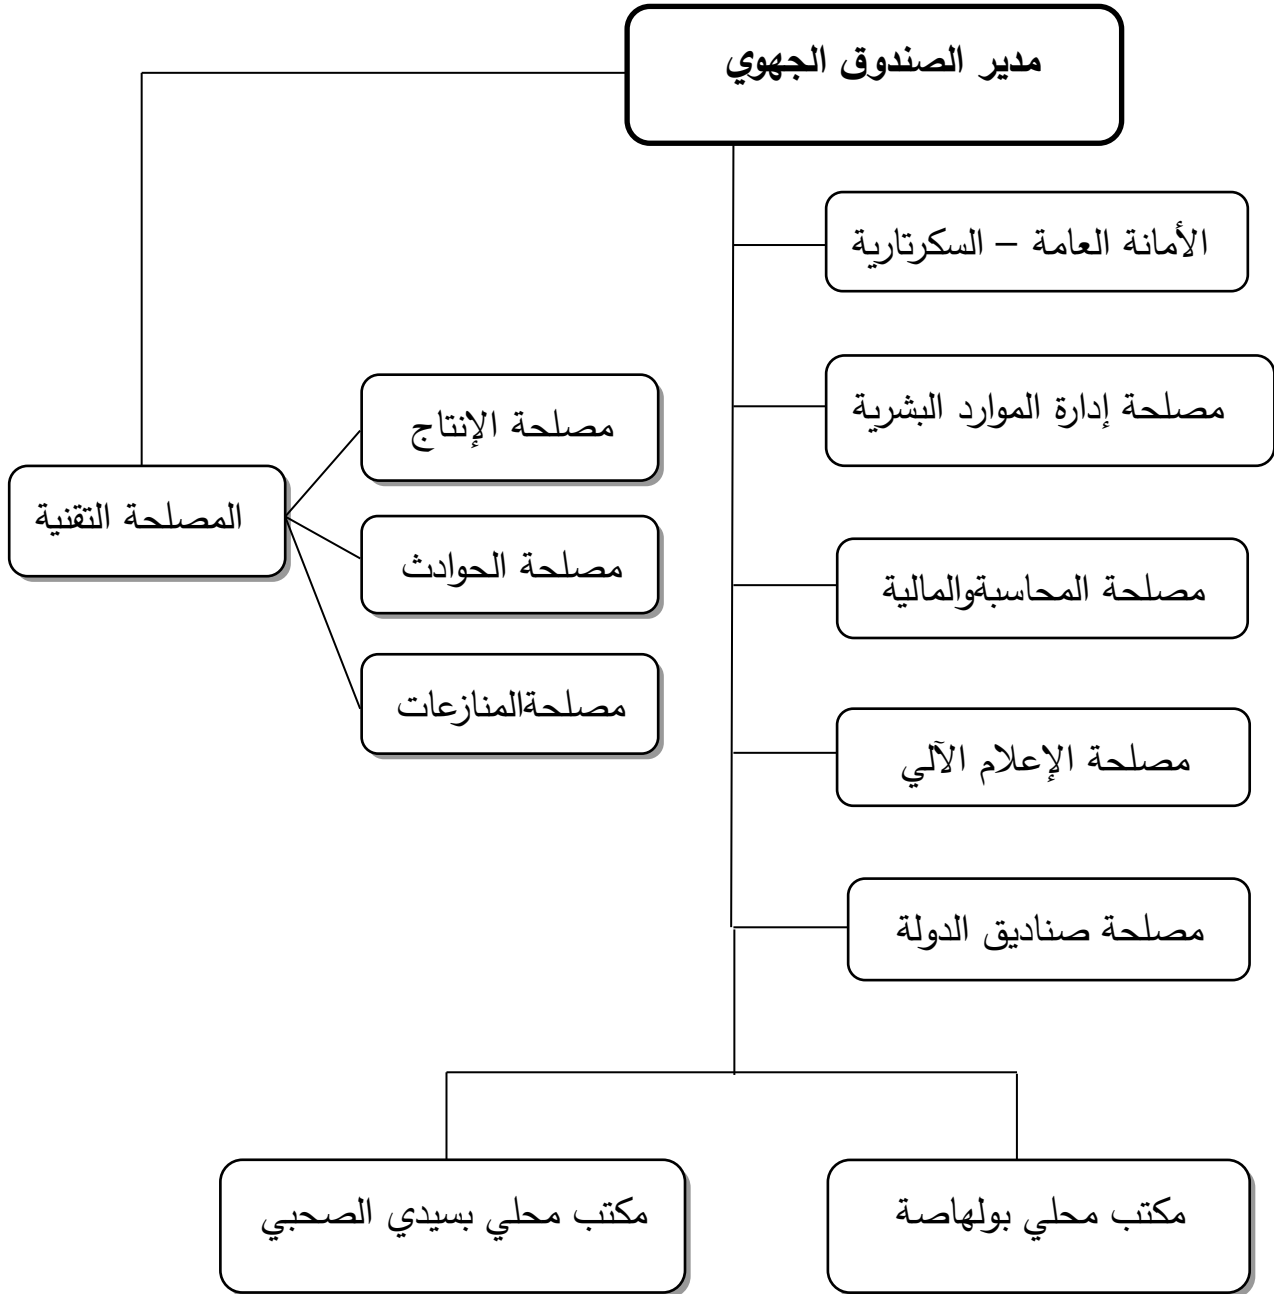 مدير الصندوق الجهوي
الأمانة العامة – السكرتارية
مصلحة إدارة الموارد البشرية
مصلحة الإنتاج
المصلحة التقنية
مصلحة الحوادث
مصلحة المحاسبةوالمالية
مصلحةالمنازعات
مصلحة الإعلام الآلي
مصلحة صناديق الدولة
مكتب محلي بولهاصة
مكتب محلي بسيدي الصحبي